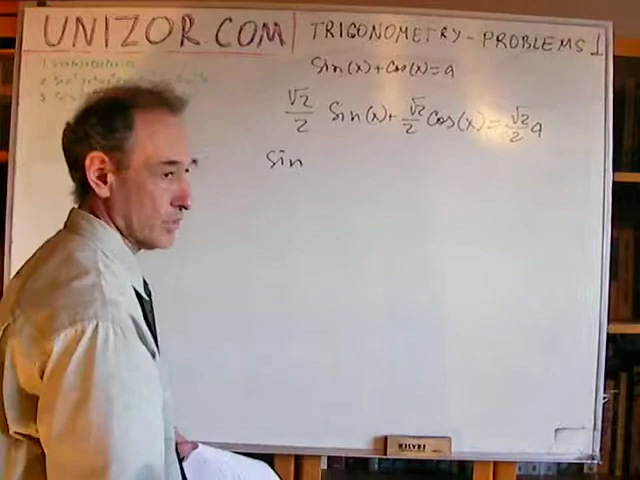 UNIZOR.COM | TRIGONOMETRY - PROBLEMS 1
Sin(x)+Cos(x)=a
√2/2 Sin(x)+√2/2 Cos(x)=√2/2 a
Sin